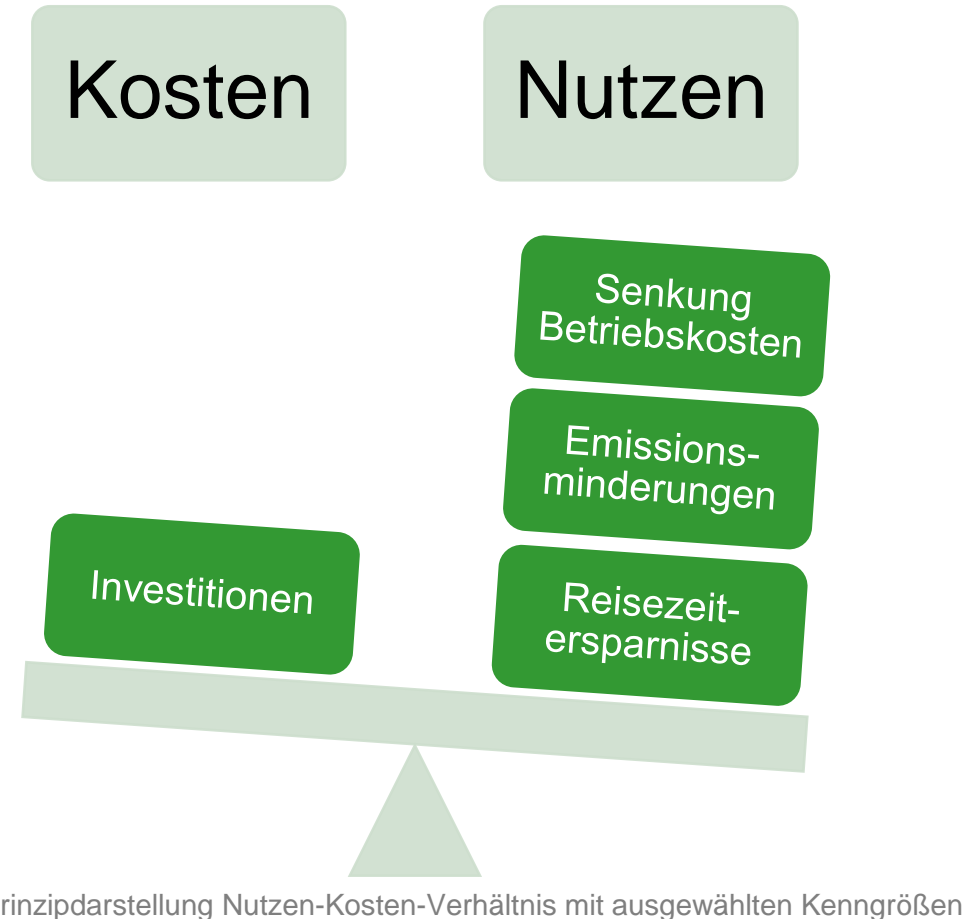 Kosten
Nutzen
Senkung
Betriebskosten
Emissions-
minderungen
Investitionen
Reisezeit-
ersparnisse
rinzipdarstellung Nutzen-Kosten-Verhältnis mit ausgewählten Kenngrößen